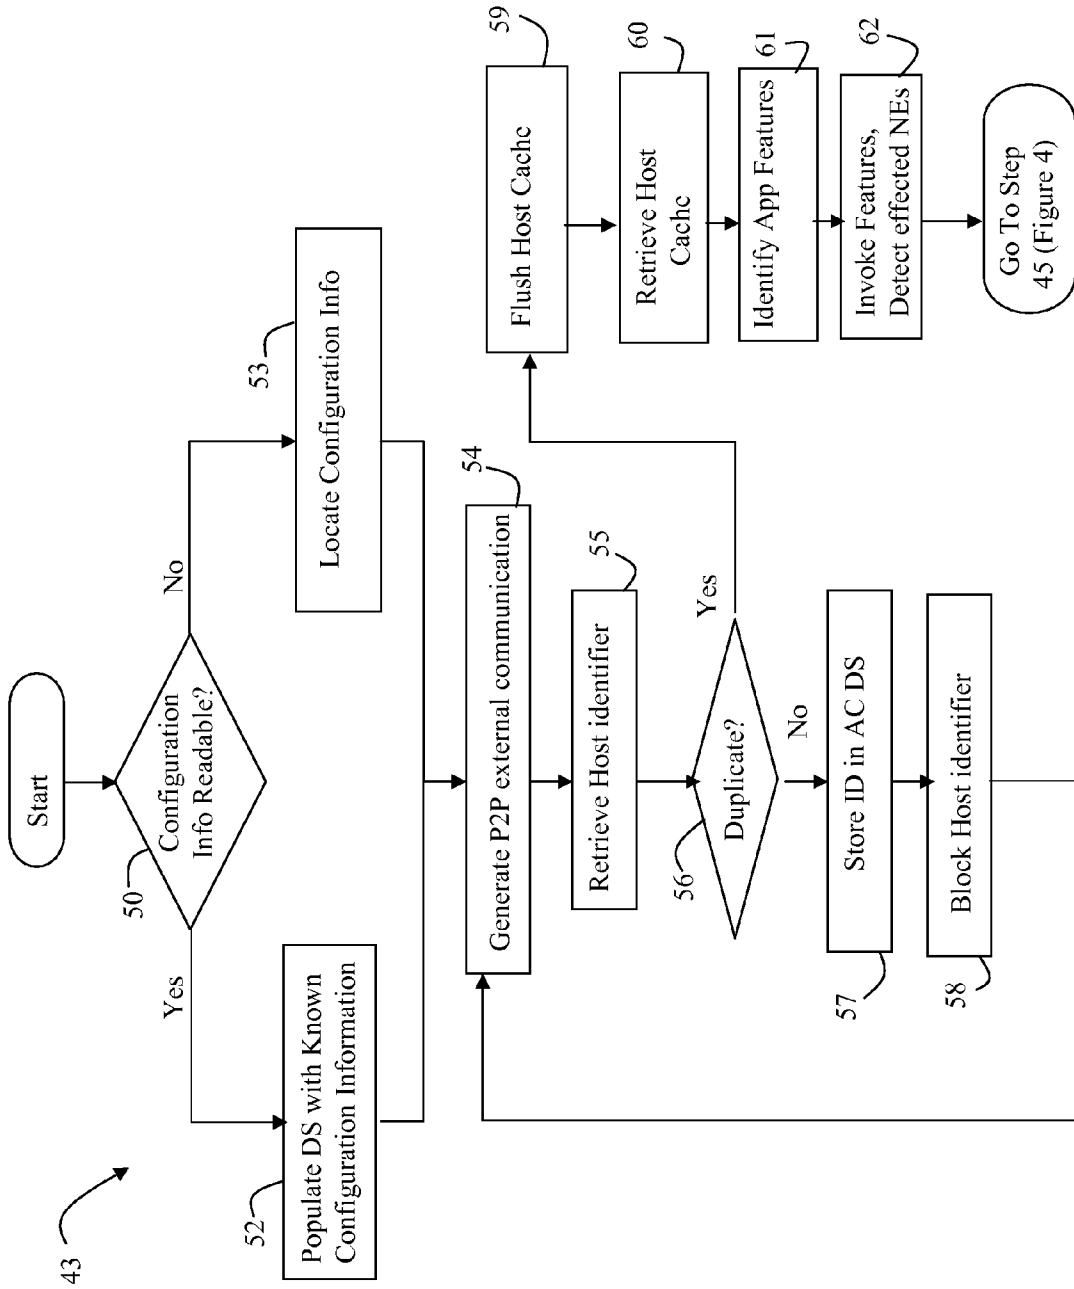 43
Start
50
Configuration
Info Readable?
Yes
No
52
Populate DS with Known
Configuration Information
53
Locate Configuration Info
54
Generate P2P external communication
55
Retrieve Host identifier
56
Duplicate?
Yes
No
57
Store ID in AC DS
58
Block Host identifier
59
Flush Host Cache
60
Retrieve Host
Cache
61
Identify App Features
62
Invoke Features,
Detect effected NEs
Go To Step
45 (Figure 4)